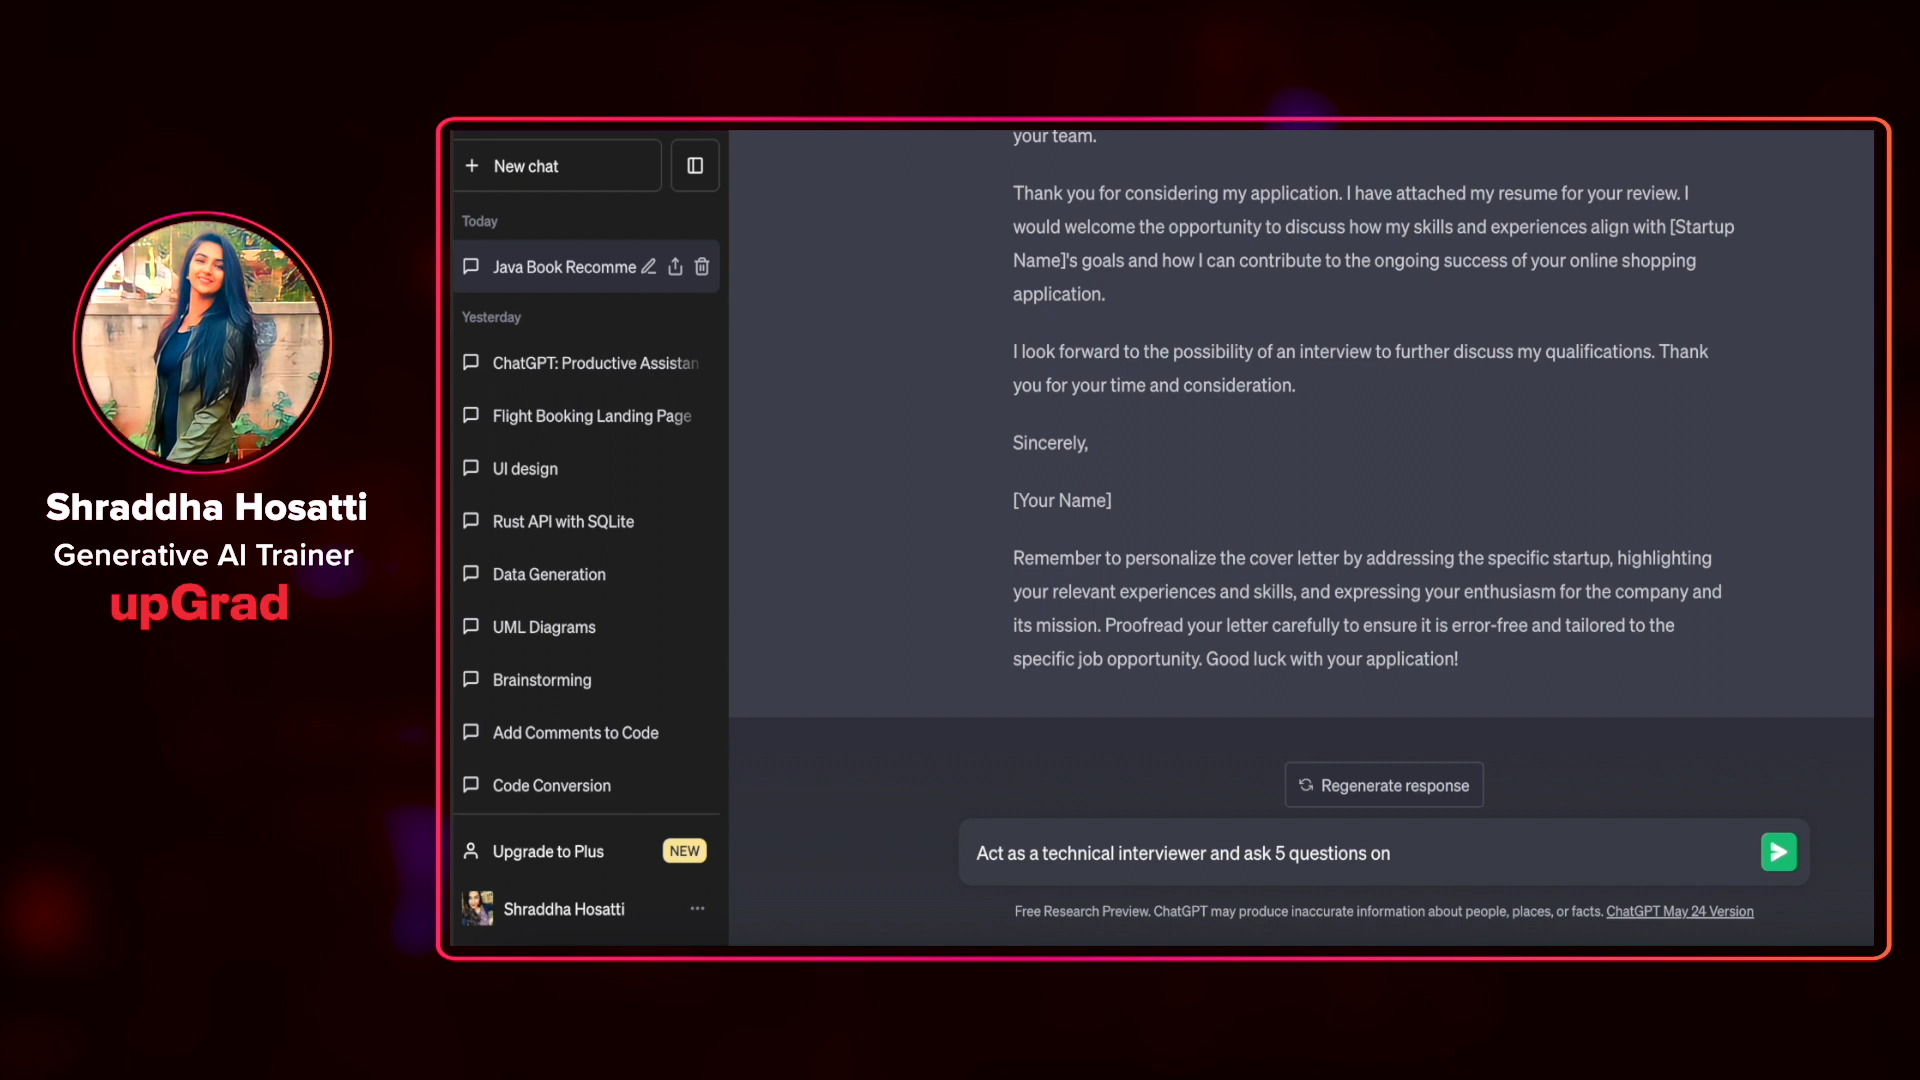 Shraddha Hosatti
Generative AI Trainer
upGrad
New chat
Today
Java Book Recomme
Yesterday
ChatGPT: Productive Assistan
Flight Booking Landing Page
UI design
Rust API with SQLite
Data Generation
UML Diagrams
Brainstorming
Add Comments to Code
Code Conversion
Upgrade to Plus NEW
Shraddha Hosatti
your team.
Thank you for considering my application. I have attached my resume for your review. I
would welcome the opportunity to discuss how my skills and experiences align with [Startup
Name]'s goals and how I can contribute to the ongoing success of your online shopping
application.
I look forward to the possibility of an interview to further discuss my qualifications. Thank
you for your time and consideration.
Sincerely,
[Your Name]
Remember to personalize the cover letter by addressing the specific startup, highlighting
your relevant experiences and skills, and expressing your enthusiasm for the company and
its mission. Proofread your letter carefully to ensure it is error-free and tailored to the
specific job opportunity. Good luck with your application!
Regenerate response
Act as a technical interviewer and ask 5 questions on
Free Research Preview. ChatGPT may produce inaccurate information about people, places, or facts. ChatGPT May 24 Version